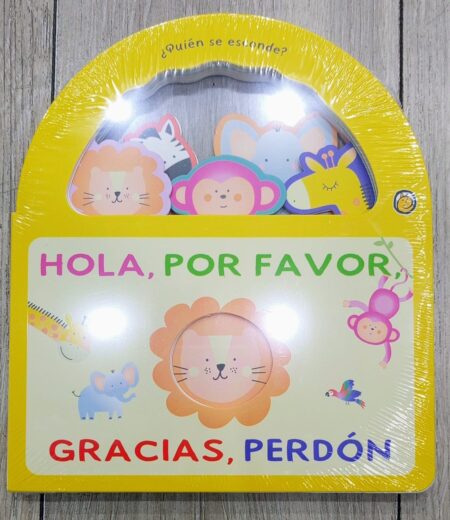 ¿Quién se esconde?
HOLA, POR FAVOR,
GRACIAS, PERDÓN